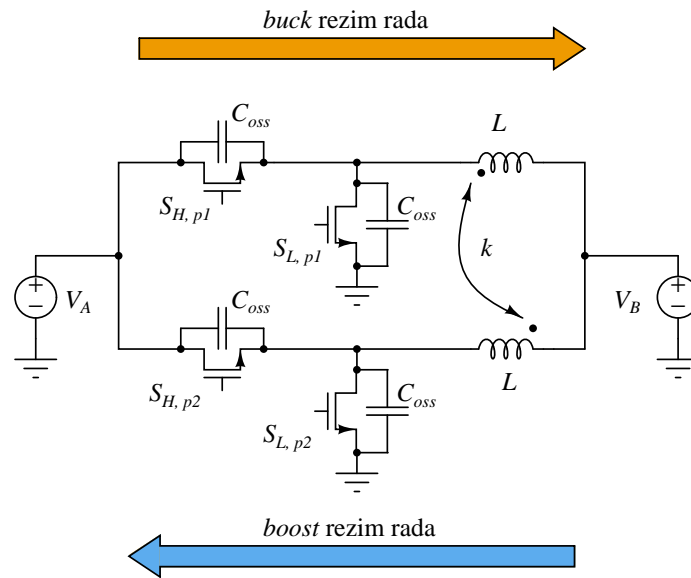 buck rezim rada
C_oss
L
S_H, p1
C_oss
S_L, p1
k
+
−
V_A
C_oss
V_B
+
−
S_H, p2
L
C_oss
S_L, p2
boost rezim rada